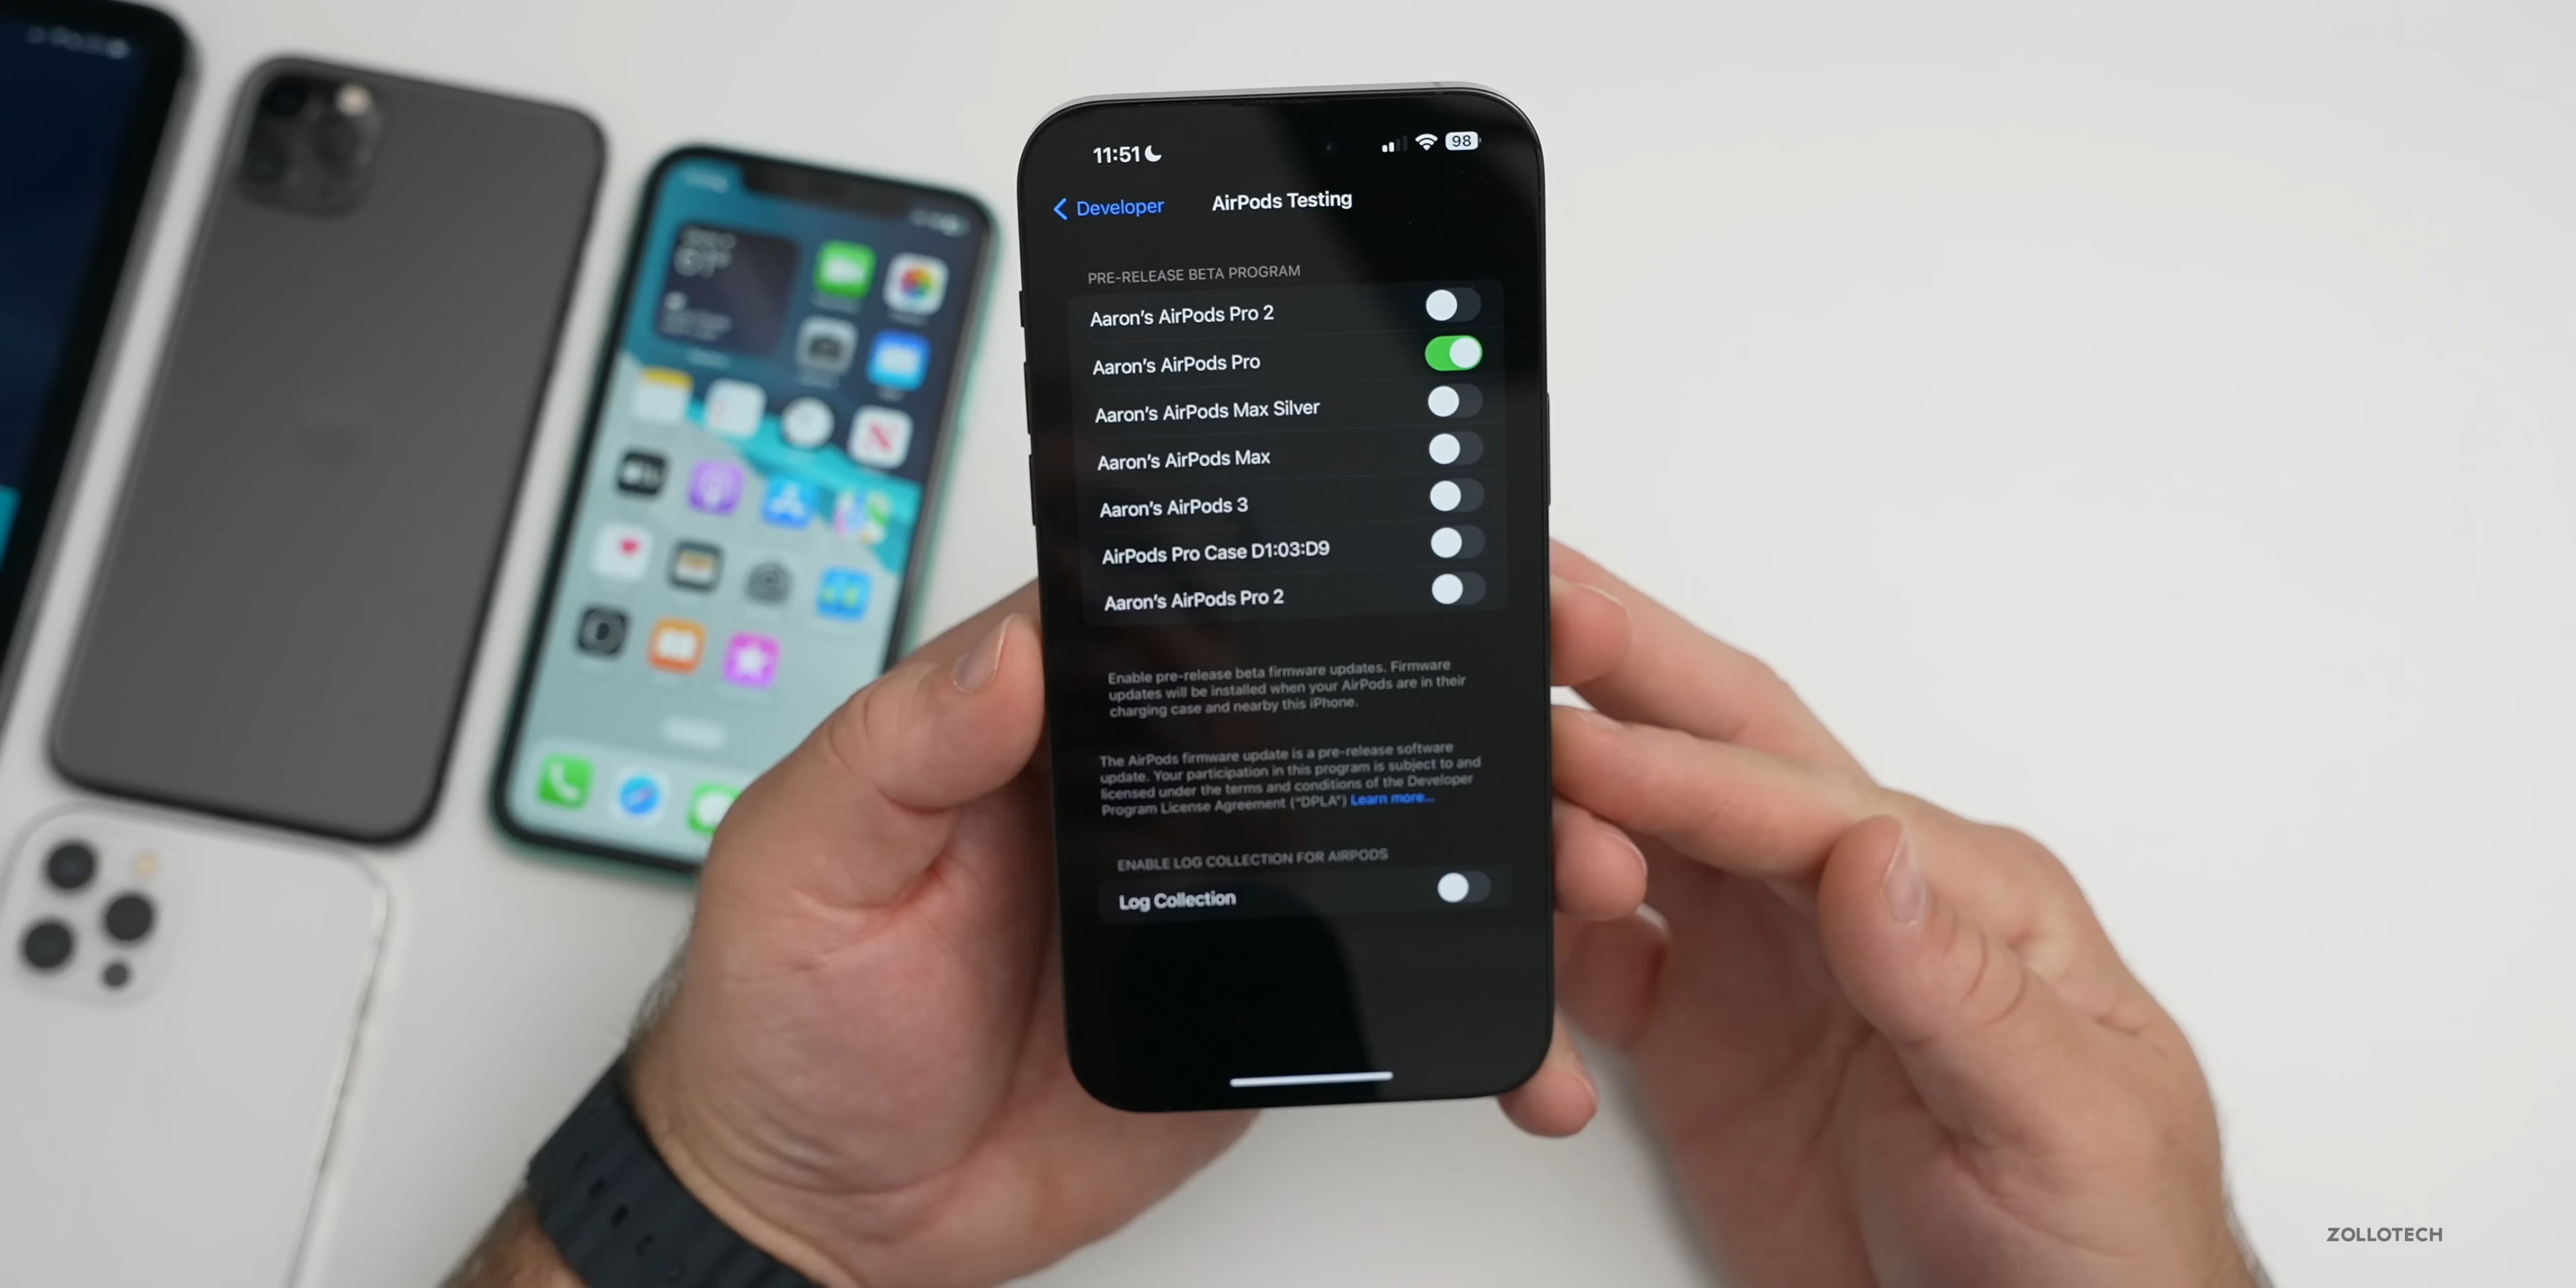 11:51
98
Developer
AirPods Testing
PRE-RELEASE BETA PROGRAM
Aaron's AirPods Pro 2
Aaron's AirPods Pro
Aaron's AirPods Max Silver
Aaron's AirPods Max
Aaron's AirPods 3
AirPods Pro Case D1:03:D9
Aaron's AirPods Pro 2
Enable pre-release beta firmware updates. Firmware
updates will be installed when your AirPods are in their
charging case and nearby this iPhone.
The AirPods firmware update is a pre-release software
update. Your participation in this program is subject to and
licensed under the terms and conditions of the Developer
Program License Agreement ("DPLA") Learn more...
ENABLE LOG COLLECTION FOR AIRPODS
Log Collection
ZOLLOTECH